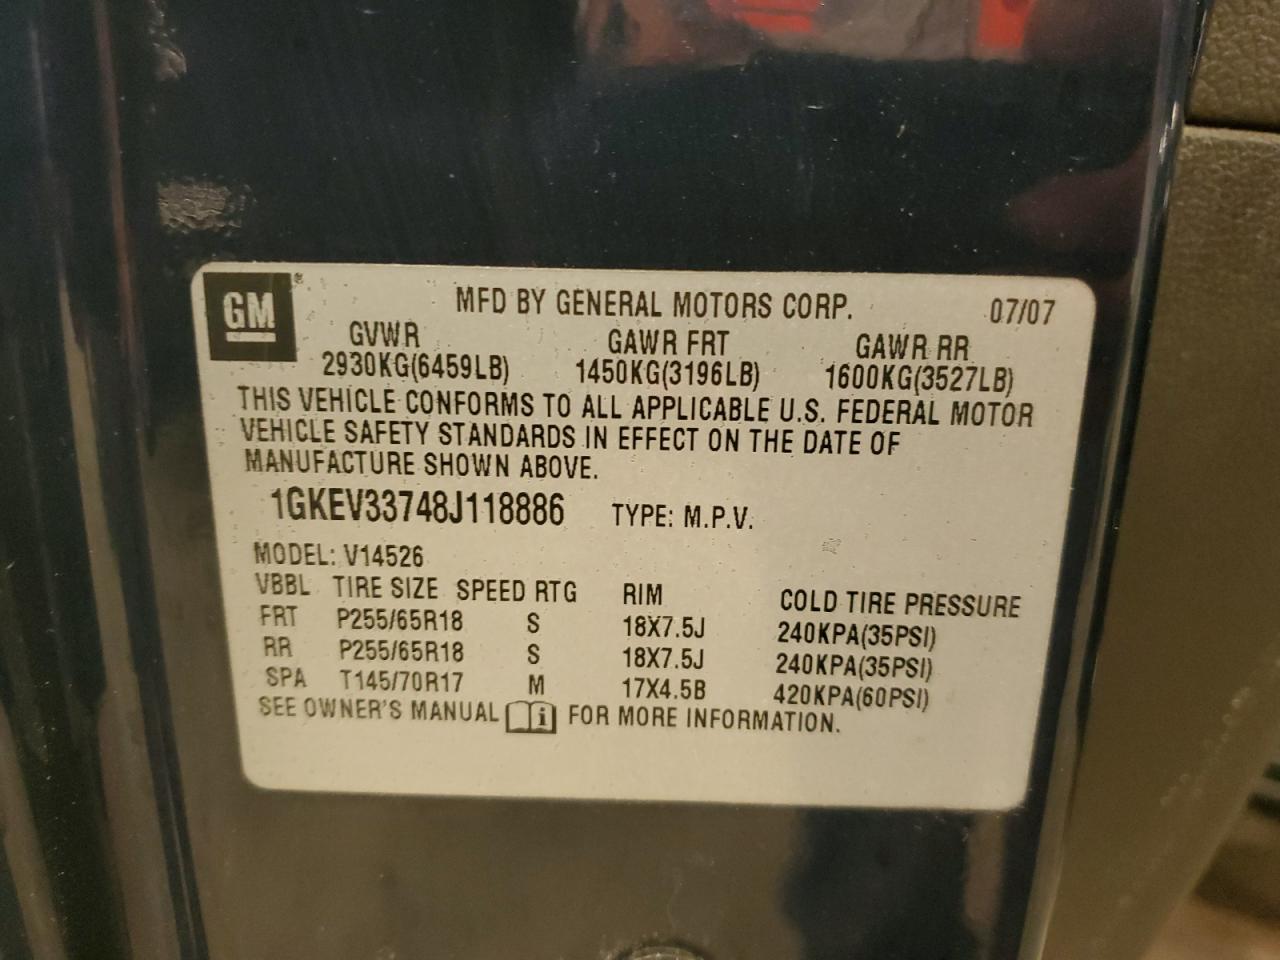 GM®
MFD BY GENERAL MOTORS CORP. 07/07
GVWR GAWR FRT GAWR RR
2930KG(6459LB) 1450KG(3196LB) 1600KG(3527LB)
THIS VEHICLE CONFORMS TO ALL APPLICABLE U.S. FEDERAL MOTOR
VEHICLE SAFETY STANDARDS IN EFFECT ON THE DATE OF
MANUFACTURE SHOWN ABOVE.
1GKEV33748J118886 TYPE: M.P.V.
MODEL: V14526
VBBL TIRE SIZE SPEED RTG RIM COLD TIRE PRESSURE
FRT P255/65R18 S 18X7.5J 240KPA(35PSI)
RR P255/65R18 S 18X7.5J 240KPA(35PSI)
SPA T145/70R17 M 17X4.5B 420KPA(60PSI)
SEE OWNER'S MANUAL i FOR MORE INFORMATION.